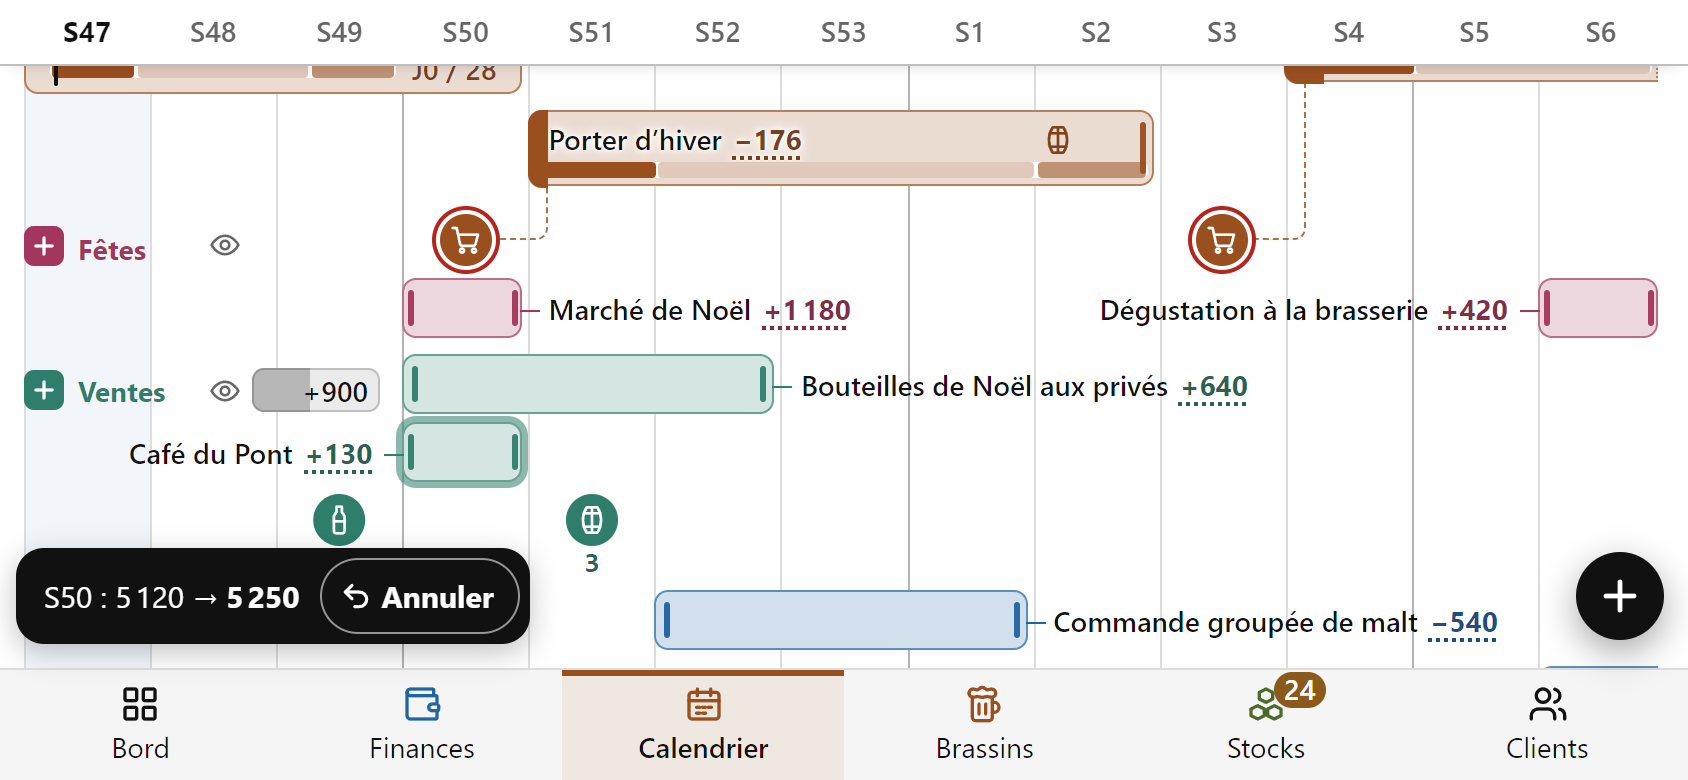 S47 S48 S49 S50 S51 S52 S53 S1 S2 S3 S4 S5 S6
J0 / 28
Porter d’hiver −176
Fêtes
Marché de Noël +1 180
Dégustation à la brasserie +420
Ventes
+900
Bouteilles de Noël aux privés +640
Café du Pont +130
3
S50 : 5 120 → 5 250
Annuler
Commande groupée de malt −540
24
Bord Finances Calendrier Brassins Stocks Clients